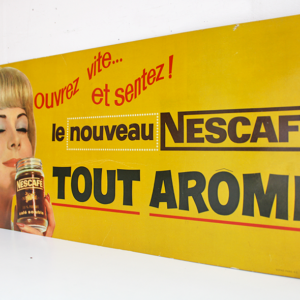 Ouvrez vite...
et sentez!
le nouveau NESCAF
TOUT AROM
NESCAFE